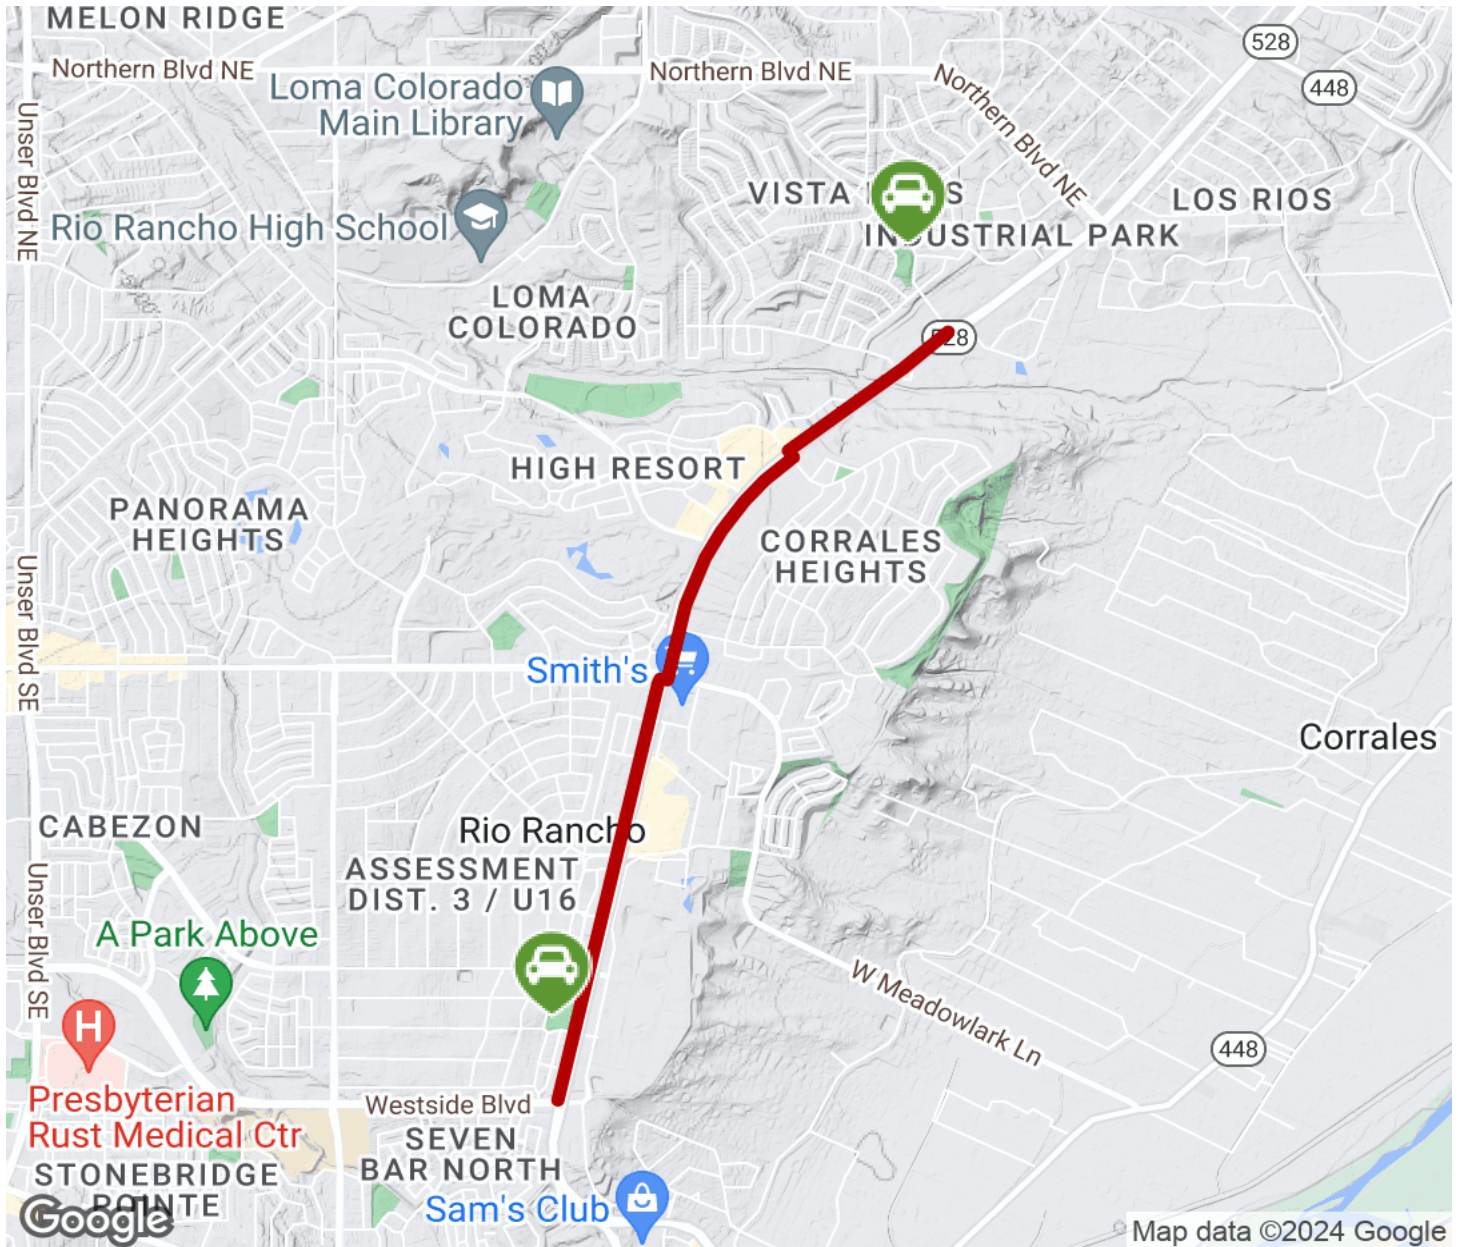 MELON RIDGE
528
Northern Blvd NE
Northern Blvd NE
Northern Blvd NE
448
Loma Colorado
Main Library
Unser Blvd NE
VISTA
LOS RIOS
Rio Rancho High School
INDUSTRIAL PARK
LOMA
COLORADO
528
HIGH RESORT
PANORAMA
HEIGHTS
CORRALES
HEIGHTS
Unser Blvd SE
Smith's
Corrales
CABEZON
Rio Rancho
ASSESSMENT
DIST. 3 / U16
Unser Blvd SE
A Park Above
W Meadowlark Ln
H
448
Presbyterian
Rust Medical Ctr
Westside Blvd
SEVEN
BAR NORTH
STONEBRIDGE
POINTE
Sam's Club
Google
Map data ©2024 Google